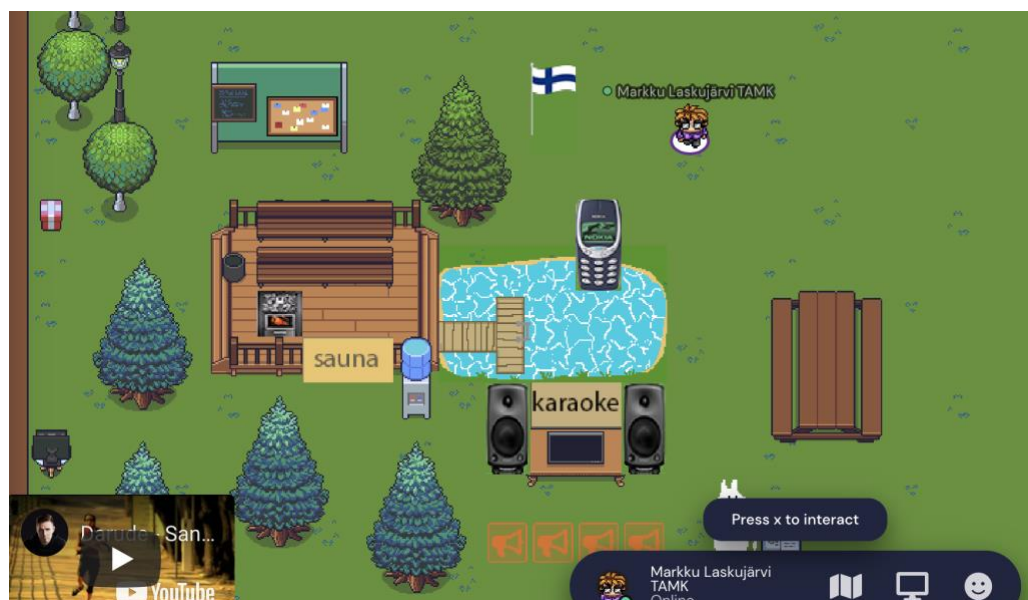 Markku Laskujärvi TAMK
NOKIA
sauna
karaoke
Press x to interact
Darude - San...
YouTube
Markku Laskujärvi
TAMK
Online